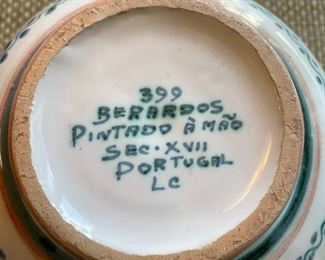 399
BERARDOS
PINTADO À MÃO
SEC. XVII
PORTUGAL
LC